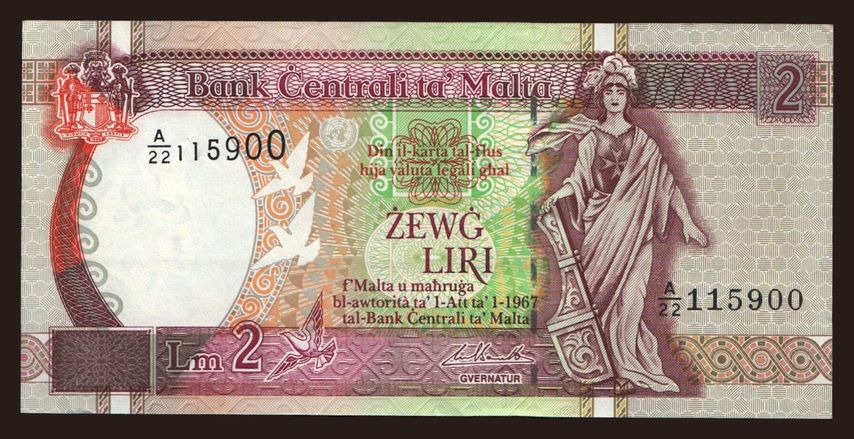 Bank Ċentrali ta' Malta
2
A/22 115900
Din il-karta tal-flus
hija valuta legali għal
ŻEWĠ
LIRI
f'Malta u maħruġa
bl-awtorità ta' l-Att ta' l-1967
tal-Bank Ċentrali ta' Malta
A/22 115900
Lm 2
GVERNATUR